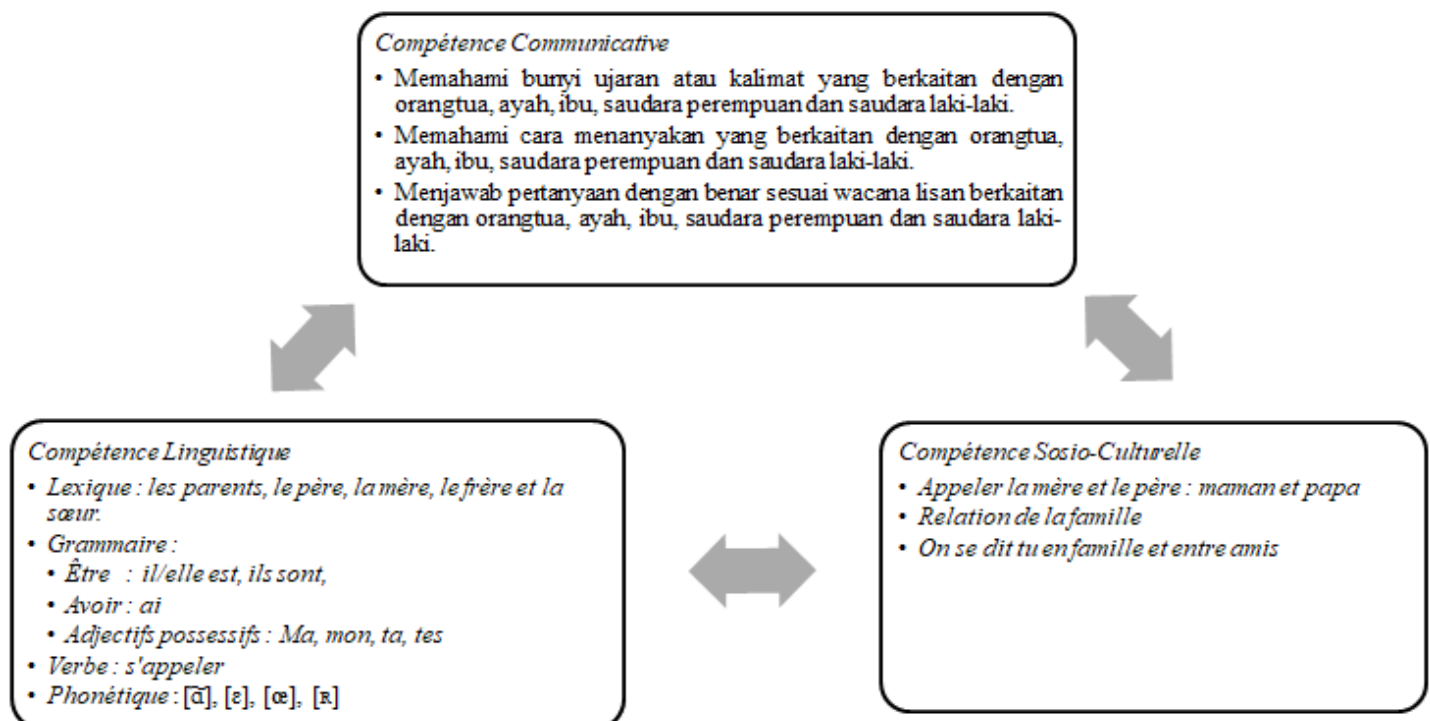 Compétence Communicative
• Memahami bunyi ujaran atau kalimat yang berkaitan dengan
orangtua, ayah, ibu, saudara perempuan dan saudara laki-laki.
• Memahami cara menanyakan yang berkaitan dengan orangtua,
ayah, ibu, saudara perempuan dan saudara laki-laki.
• Menjawab pertanyaan dengan benar sesuai wacana lisan berkaitan
dengan orangtua, ayah, ibu, saudara perempuan dan saudara laki-
laki.
Compétence Linguistique
• Lexique : les parents, le père, la mère, le frère et la
sœur.
• Grammaire :
• Être : il/elle est, ils sont,
• Avoir : ai
• Adjectifs possessifs : Ma, mon, ta, tes
• Verbe : s'appeler
• Phonétique : [ɑ̃], [ɛ], [œ], [ʀ]
Compétence Sosio-Culturelle
• Appeler la mère et le père : maman et papa
• Relation de la famille
• On se dit tu en famille et entre amis